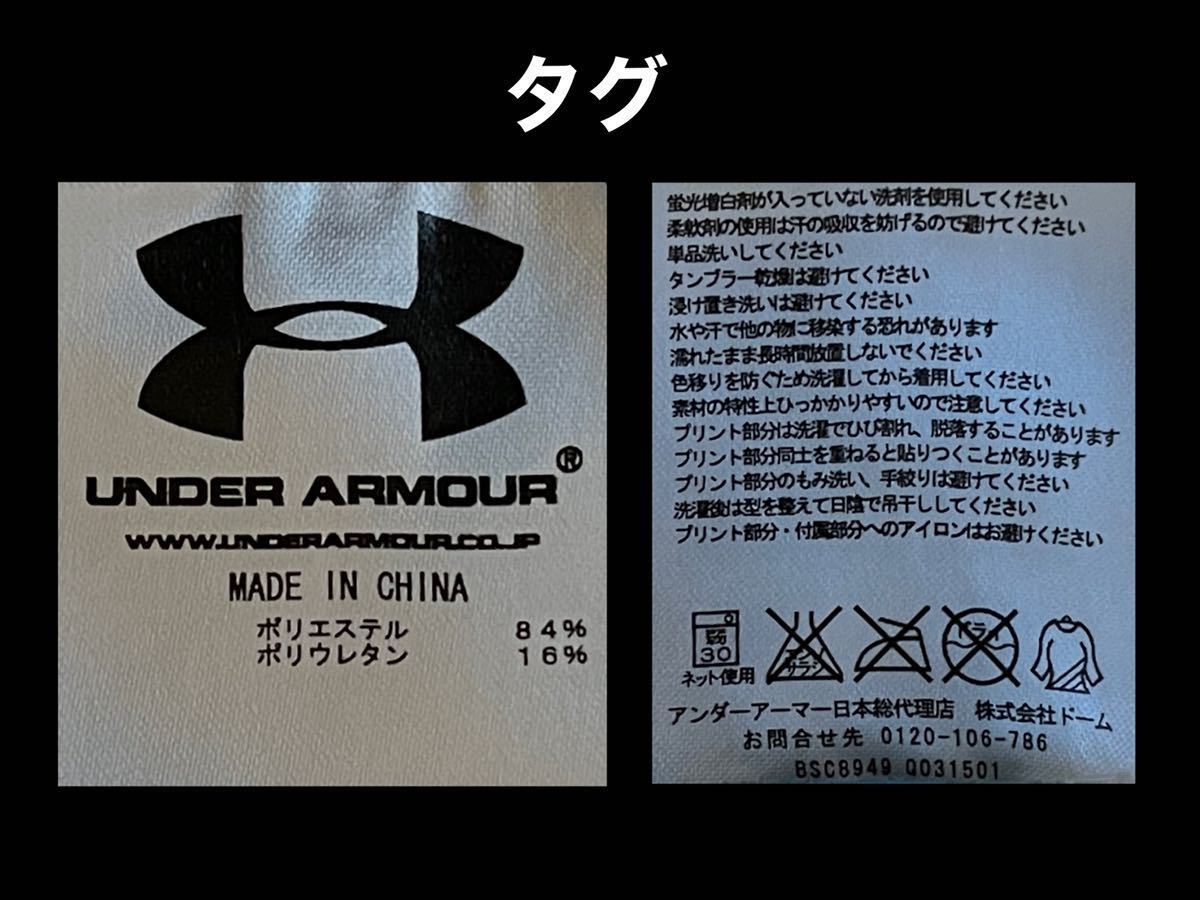 タグ
UNDER ARMOUR®
WWW.UNDERARMOUR.CO.JP
MADE IN CHINA
ポリエステル 84%
ポリウレタン 16%
蛍光増白剤が入っていない洗剤を使用してください
柔軟剤の使用は汗の吸収を妨げるので避けてください
単品洗いしてください
タンブラー乾燥は避けてください
浸け置き洗いは避けてください
水や汗で他の物に移染する恐れがあります
濡れたまま長時間放置しないでください
色移りを防ぐため洗濯してから着用してください
素材の特性上ひっかかりやすいので注意してください
プリント部分は洗濯でひび割れ、脱落することがあります
プリント部分同士を重ねると貼りつくことがあります
プリント部分のもみ洗い、手絞りは避けてください
洗濯後は型を整えて日陰で吊干ししてください
プリント部分・付属部分へのアイロンはお避けください
弱 30 エンソサラシ ドライ
ネット使用
アンダーアーマー日本総代理店 株式会社ドーム
お問合せ先 0120-106-786
BSC8949 Q031501